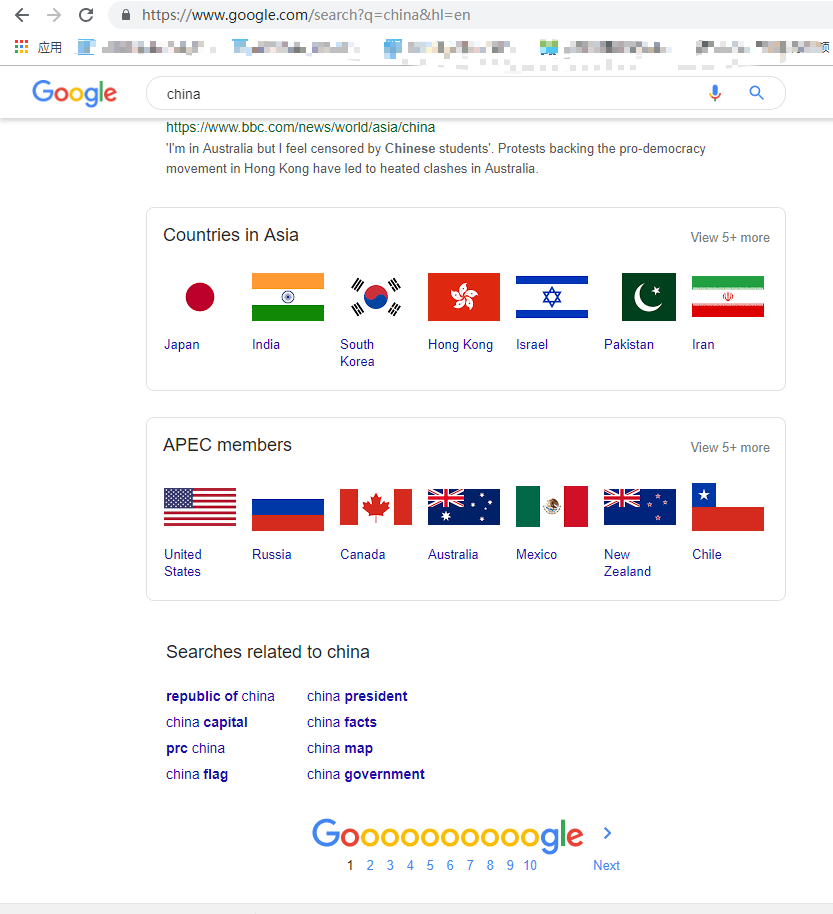 https://www.google.com/search?q=china&hl=en
应用
Google
china
https://www.bbc.com/news/world/asia/china
'I'm in Australia but I feel censored by Chinese students'. Protests backing the pro-democracy
movement in Hong Kong have led to heated clashes in Australia.
Countries in Asia
View 5+ more
Japan
India
South
Korea
Hong Kong
Israel
Pakistan
Iran
APEC members
View 5+ more
United
States
Russia
Canada
Australia
Mexico
New
Zealand
Chile
Searches related to china
republic of china
china president
china capital
china facts
prc china
china map
china flag
china government
Goooooooooogle
1 2 3 4 5 6 7 8 9 10
Next